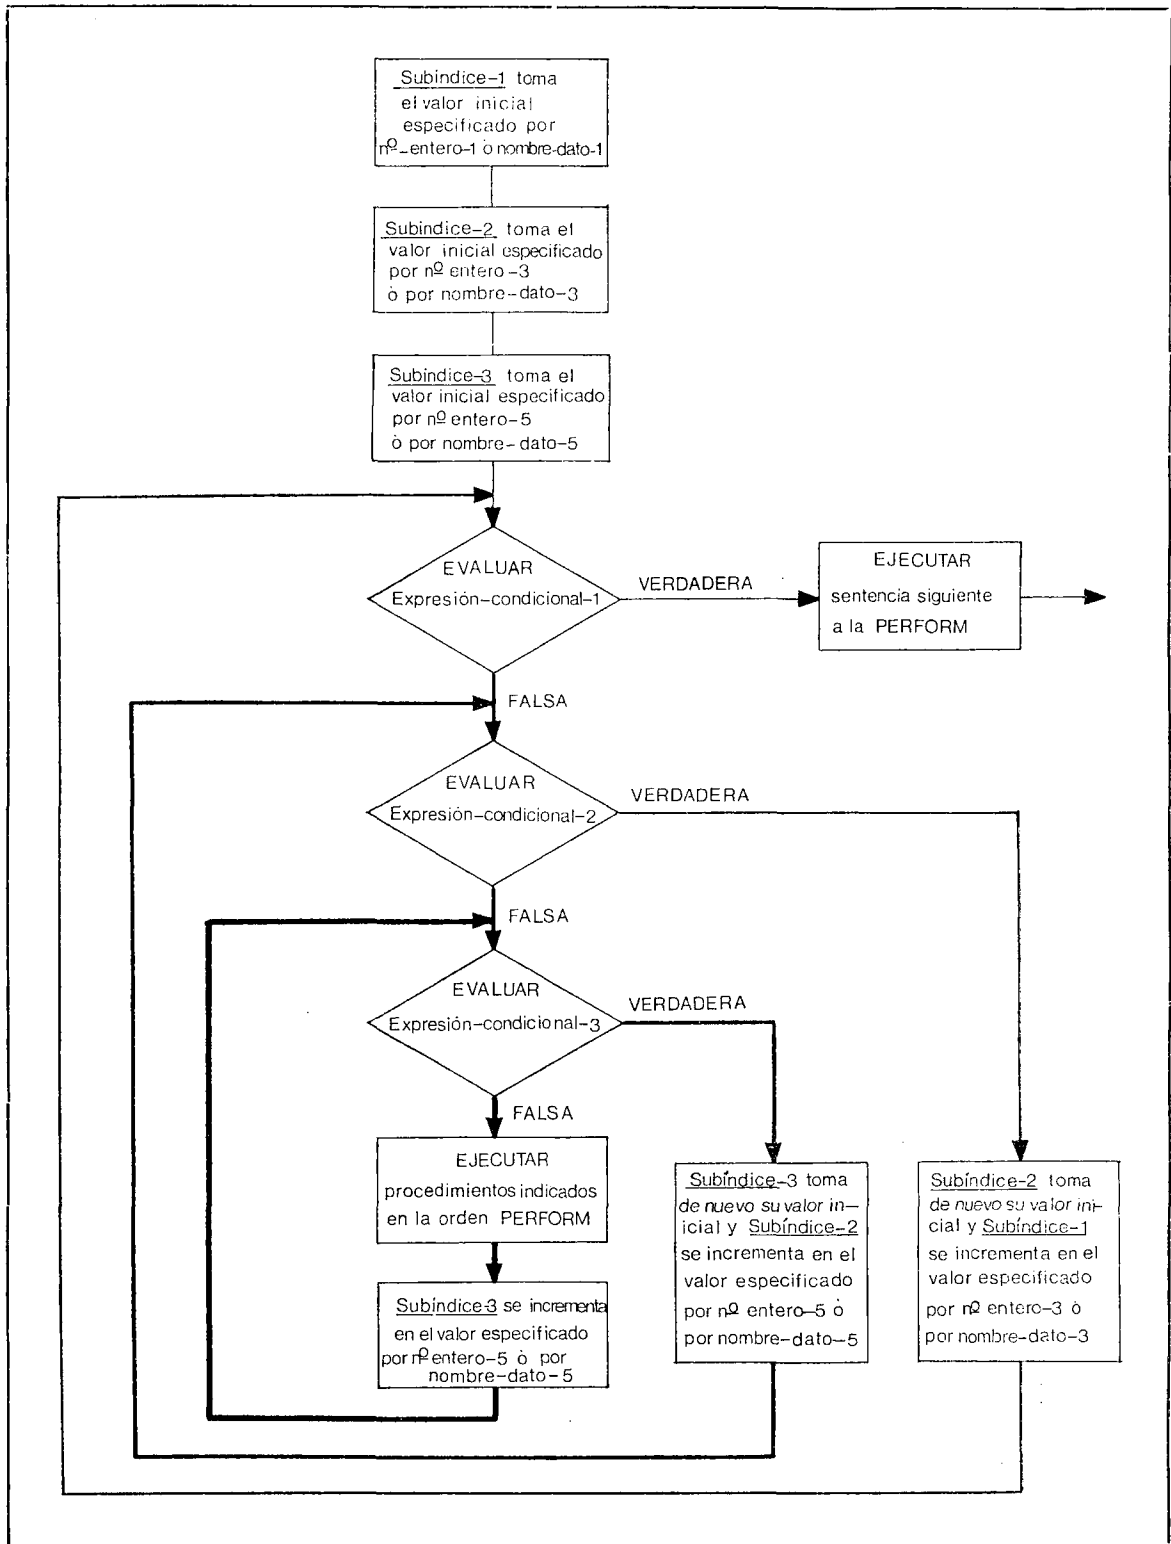 Subindice-1 toma
el valor inicial
especificado por
nº-entero-1 ò nombre-dato-1
Subindice-2 toma el
valor inicial especificado
por nº entero-3
ò por nombre-dato-3
Subindice-3 toma el
valor inicial especificado
por nº entero-5
ò por nombre-dato-5
EVALUAR
Expresión-condicional-1
VERDADERA
EJECUTAR
sentencia siguiente
a la PERFORM
FALSA
EVALUAR
Expresión-condicional-2
VERDADERA
FALSA
EVALUAR
Expresión-condicional-3
VERDADERA
FALSA
EJECUTAR
procedimientos indicados
en la orden PERFORM
Subíndice-3 se incrementa
en el valor especificado
por nº entero-5 ò por
nombre-dato-5
Subíndice-3 toma
de nuevo su valor in-
icial y Subíndice-2
se incrementa en el
valor especificado
por nº entero-5 ò
por nombre-dato-5
Subíndice-2 toma
de nuevo su valor ini-
cial y Subíndice-1
se incrementa en el
valor especificado
por nº entero-3 ò
por nombre-dato-3